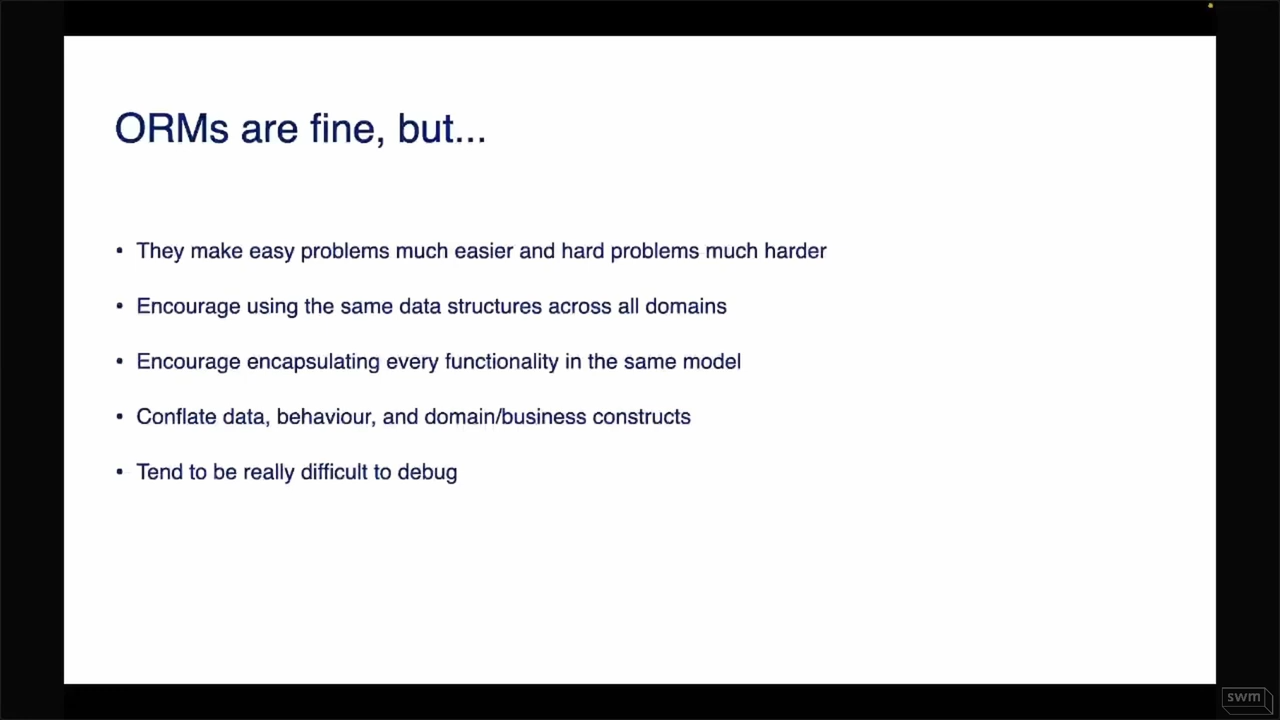 ORMs are fine, but...
• They make easy problems much easier and hard problems much harder
• Encourage using the same data structures across all domains
• Encourage encapsulating every functionality in the same model
• Conflate data, behaviour, and domain/business constructs
• Tend to be really difficult to debug
swm